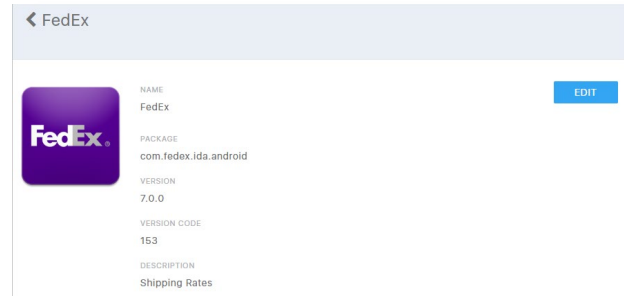 FedEx
NAME
EDIT
FedEx
FedEx®
PACKAGE
com.fedex.ida.android
VERSION
7.0.0
VERSION CODE
153
DESCRIPTION
Shipping Rates